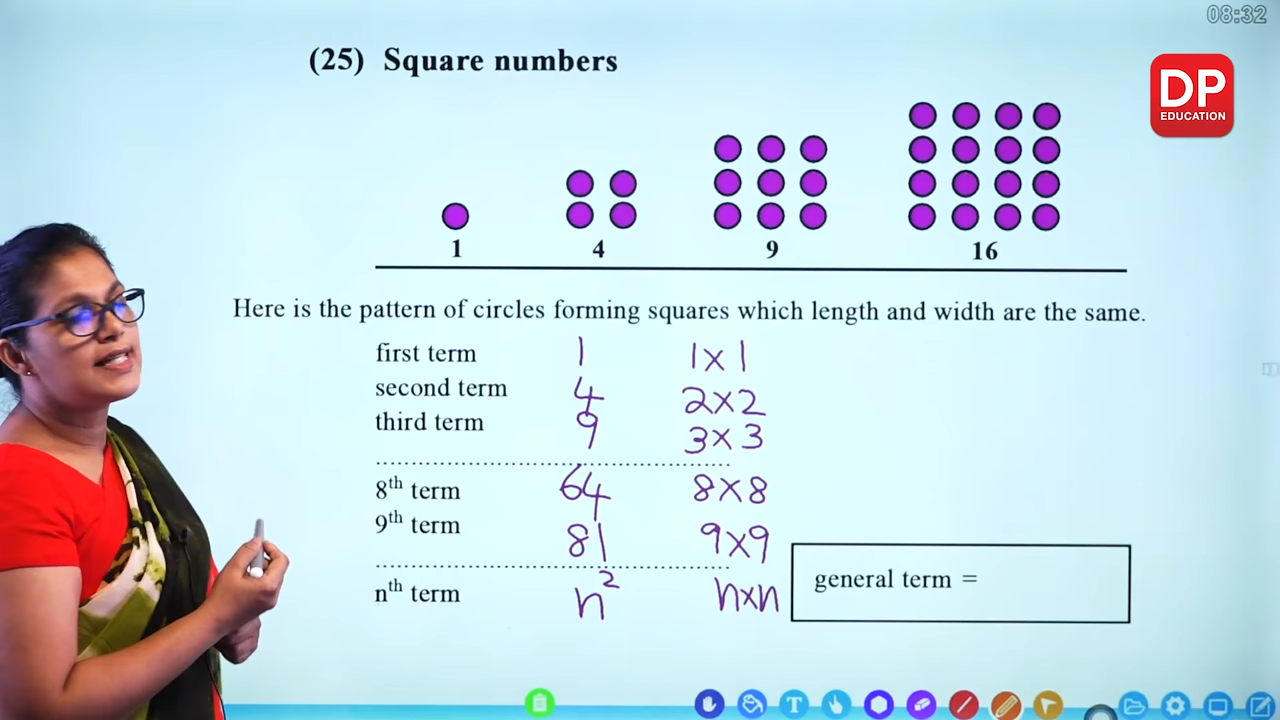 08:32
(25) Square numbers
DP
EDUCATION
1 4 9 16
Here is the pattern of circles forming squares which length and width are the same.
first term 1 1x1
second term 4 2x2
third term 9 3x3
8th term 64 8x8
9th term 81 9x9
nth term n² nxn
general term =
T